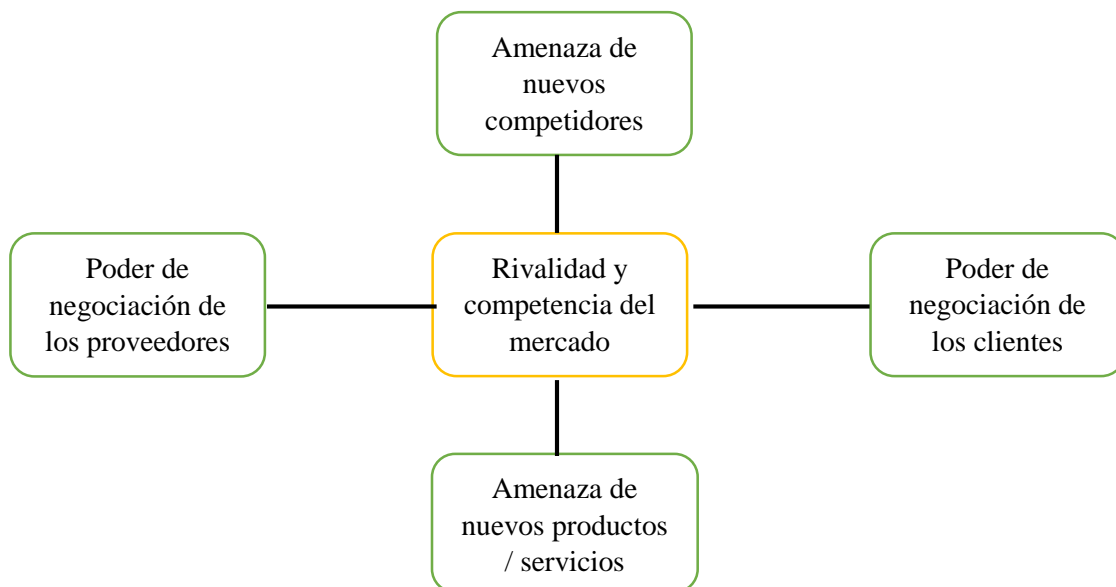 Amenaza de
nuevos
competidores
Poder de
negociación de
los proveedores
Rivalidad y
competencia del
mercado
Poder de
negociación de
los clientes
Amenaza de
nuevos productos
/ servicios